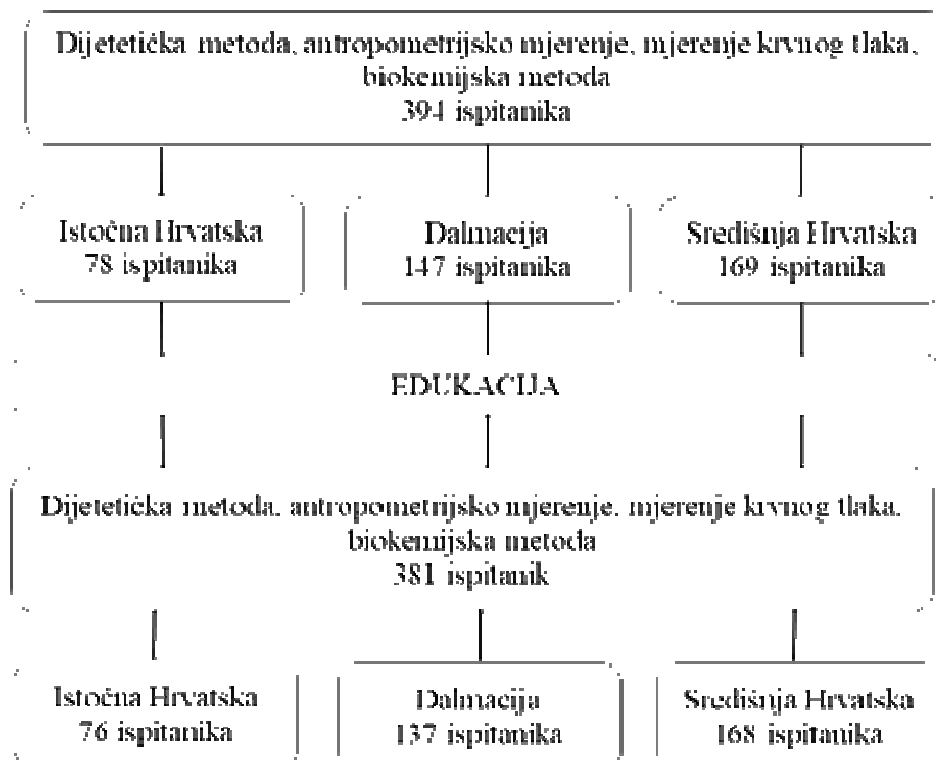 Dijetetička metoda, antropometrijsko mjerenje, mjerenje krvnog tlaka,
biokemijska metoda
394 ispitanika
Istočna Hrvatska
78 ispitanika
Dalmacija
147 ispitanika
Središnja Hrvatska
169 ispitanika
EDUKACIJA
Dijetetička metoda, antropometrijsko mjerenje, mjerenje krvnog tlaka,
biokemijska metoda
381 ispitanik
Istočna Hrvatska
76 ispitanika
Dalmacija
137 ispitanika
Središnja Hrvatska
168 ispitanika